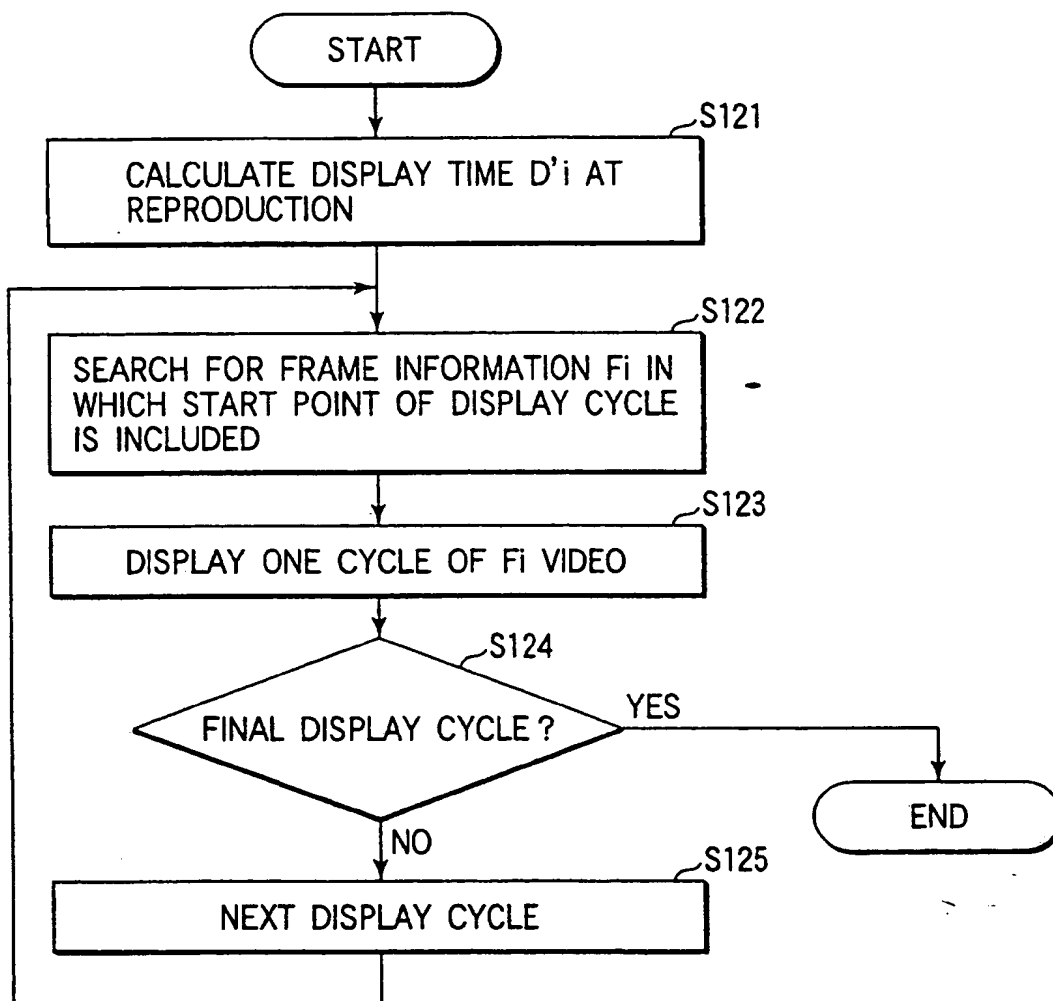 START
S121
CALCULATE DISPLAY TIME D'i AT
REPRODUCTION
S122
SEARCH FOR FRAME INFORMATION Fi IN
WHICH START POINT OF DISPLAY CYCLE
IS INCLUDED
S123
DISPLAY ONE CYCLE OF Fi VIDEO
S124
FINAL DISPLAY CYCLE?
YES
END
NO
S125
NEXT DISPLAY CYCLE